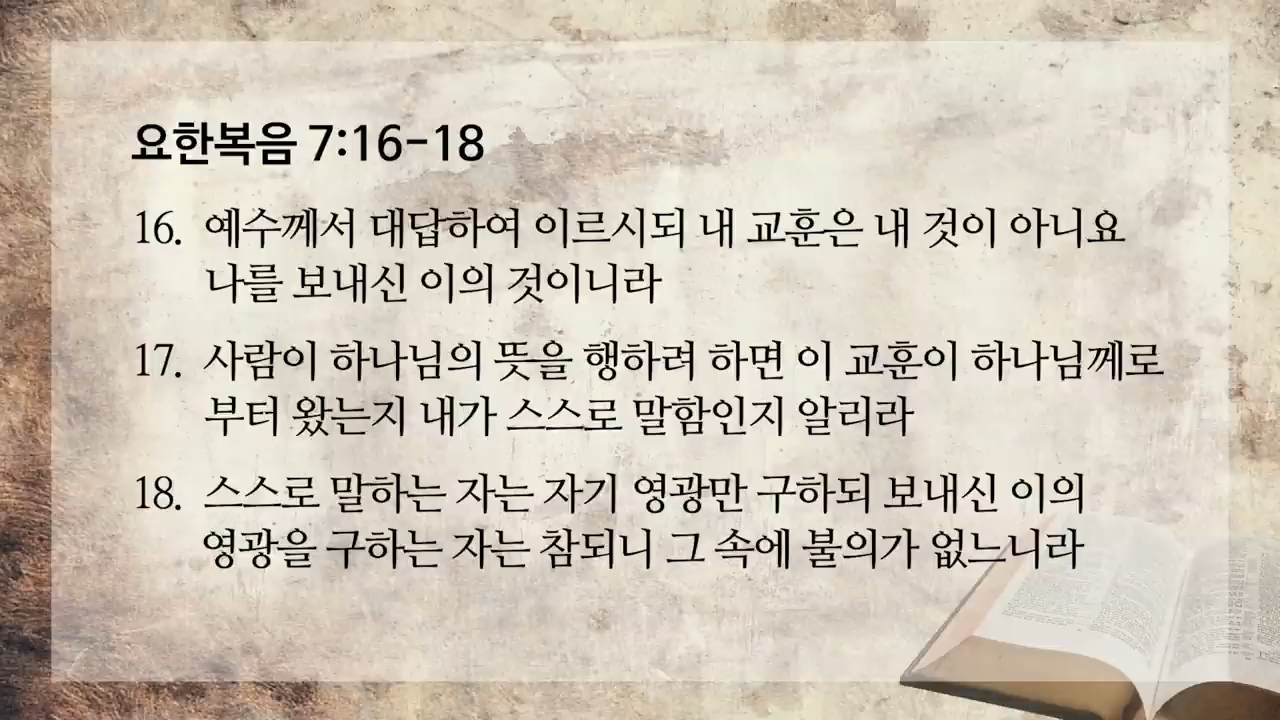 요한복음 7:16-18
16. 예수께서 대답하여 이르시되 내 교훈은 내 것이 아니요
나를 보내신 이의 것이니라
17. 사람이 하나님의 뜻을 행하려 하면 이 교훈이 하나님께로
부터 왔는지 내가 스스로 말함인지 알리라
18. 스스로 말하는 자는 자기 영광만 구하되 보내신 이의
영광을 구하는 자는 참되니 그 속에 불의가 없느니라